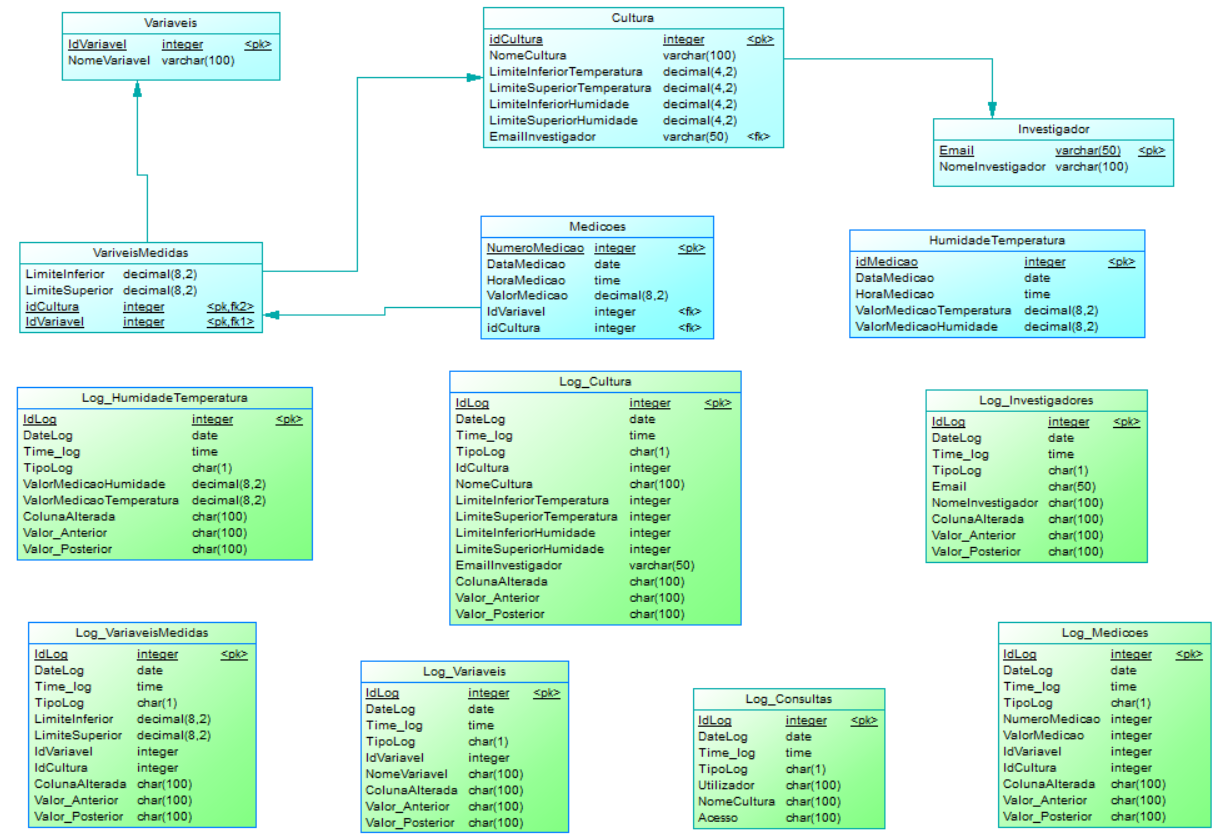 Variaveis
IdVariavel integer <pk>
NomeVariavel varchar(100)
Cultura
idCultura integer <pk>
NomeCultura varchar(100)
LimiteInferiorTemperatura decimal(4,2)
LimiteSuperiorTemperatura decimal(4,2)
LimiteInferiorHumidade decimal(4,2)
LimiteSuperiorHumidade decimal(4,2)
EmailInvestigador varchar(50) <fk>
Investigador
Email varchar(50) <pk>
NomeInvestigador varchar(100)
VariveisMedidas
LimiteInferior decimal(8,2)
LimiteSuperior decimal(8,2)
idCultura integer <pk,fk2>
IdVariavel integer <pk,fk1>
Medicoes
NumeroMedicao integer <pk>
DataMedicao date
HoraMedicao time
ValorMedicao decimal(8,2)
IdVariavel integer <fk>
idCultura integer <fk>
HumidadeTemperatura
idMedicao integer <pk>
DataMedicao date
HoraMedicao time
ValorMedicaoTemperatura decimal(8,2)
ValorMedicaoHumidade decimal(8,2)
Log_HumidadeTemperatura
IdLog integer <pk>
DateLog date
Time_log time
TipoLog char(1)
ValorMedicaoHumidade decimal(8,2)
ValorMedicaoTemperatura decimal(8,2)
ColunaAlterada char(100)
Valor_Anterior char(100)
Valor_Posterior char(100)
Log_Cultura
IdLog integer <pk>
DateLog date
Time_log time
TipoLog char(1)
IdCultura integer
NomeCultura char(100)
LimiteInferiorTemperatura integer
LimiteSuperiorTemperatura integer
LimiteInferiorHumidade integer
LimiteSuperiorHumidade integer
EmailInvestigador varchar(50)
ColunaAlterada char(100)
Valor_Anterior char(100)
Valor_Posterior char(100)
Log_Investigadores
IdLog integer <pk>
DateLog date
Time_log time
TipoLog char(1)
Email char(50)
NomeInvestigador char(100)
ColunaAlterada char(100)
Valor_Anterior char(100)
Valor_Posterior char(100)
Log_VariaveisMedidas
IdLog integer <pk>
DateLog date
Time_log time
TipoLog char(1)
LimiteInferior decimal(8,2)
LimiteSuperior decimal(8,2)
IdVariavel integer
IdCultura integer
ColunaAlterada char(100)
Valor_Anterior char(100)
Valor_Posterior char(100)
Log_Variaveis
IdLog integer <pk>
DateLog date
Time_log time
TipoLog char(1)
IdVariavel integer
NomeVariavel char(100)
ColunaAlterada char(100)
Valor_Anterior char(100)
Valor_Posterior char(100)
Log_Consultas
IdLog integer <pk>
DateLog date
Time_log time
TipoLog char(1)
Utilizador char(100)
NomeCultura char(100)
Acesso char(100)
Log_Medicoes
IdLog integer <pk>
DateLog date
Time_log time
TipoLog char(1)
NumeroMedicao integer
ValorMedicao integer
IdVariavel integer
IdCultura integer
ColunaAlterada char(100)
Valor_Anterior char(100)
Valor_Posterior char(100)